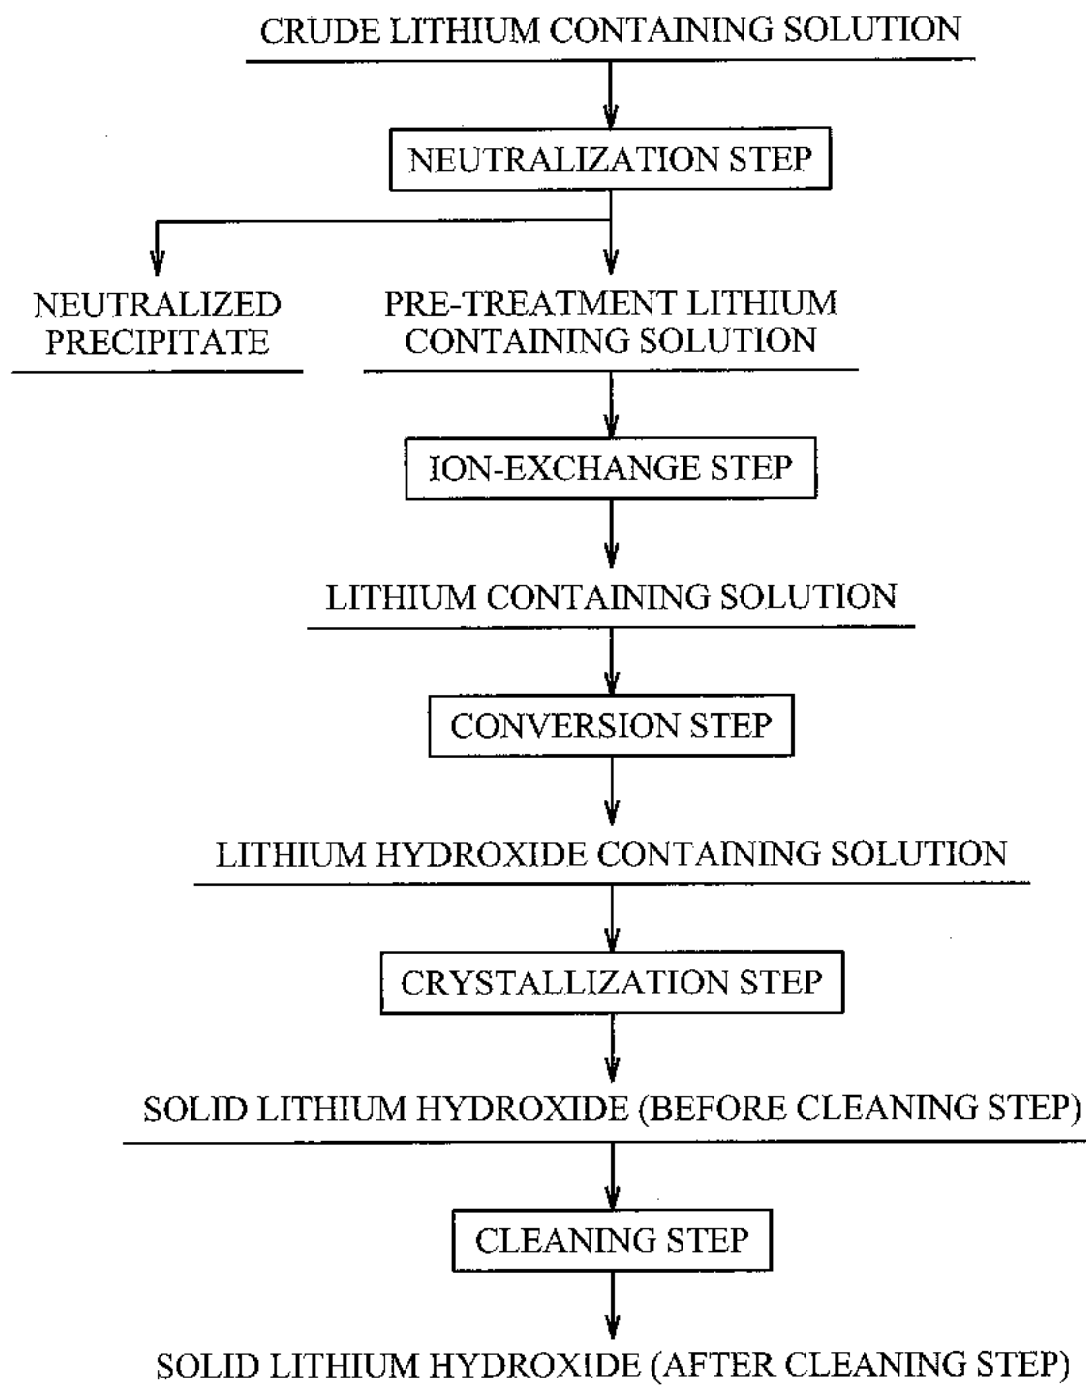 CRUDE LITHIUM CONTAINING SOLUTION
NEUTRALIZATION STEP
NEUTRALIZED
PRECIPITATE
PRE-TREATMENT LITHIUM
CONTAINING SOLUTION
ION-EXCHANGE STEP
LITHIUM CONTAINING SOLUTION
CONVERSION STEP
LITHIUM HYDROXIDE CONTAINING SOLUTION
CRYSTALLIZATION STEP
SOLID LITHIUM HYDROXIDE (BEFORE CLEANING STEP)
CLEANING STEP
SOLID LITHIUM HYDROXIDE (AFTER CLEANING STEP)